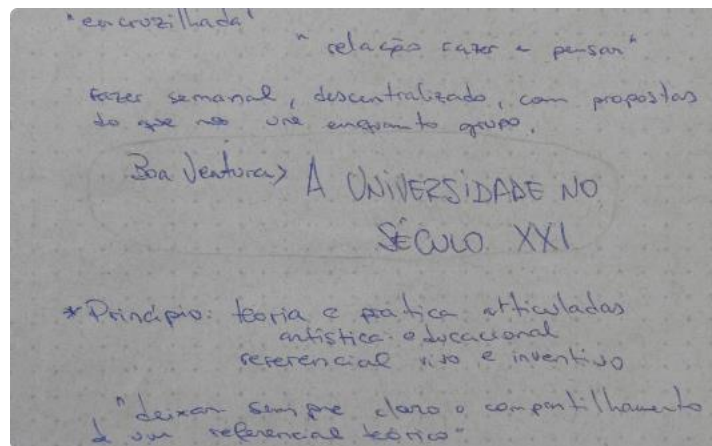 "encruzilhada"
"relação fazer e pensar"
fazer semanal, descentralizado, com propostas
do que nos une enquanto grupo.
Boa Ventura> A UNIVERSIDADE NO
SÉCULO XXI
*Princípio: teoria e prática articuladas
artística-educacional
referencial vivo e inventivo
"deixar sempre claro o compartilhamento
de um referencial teórico"